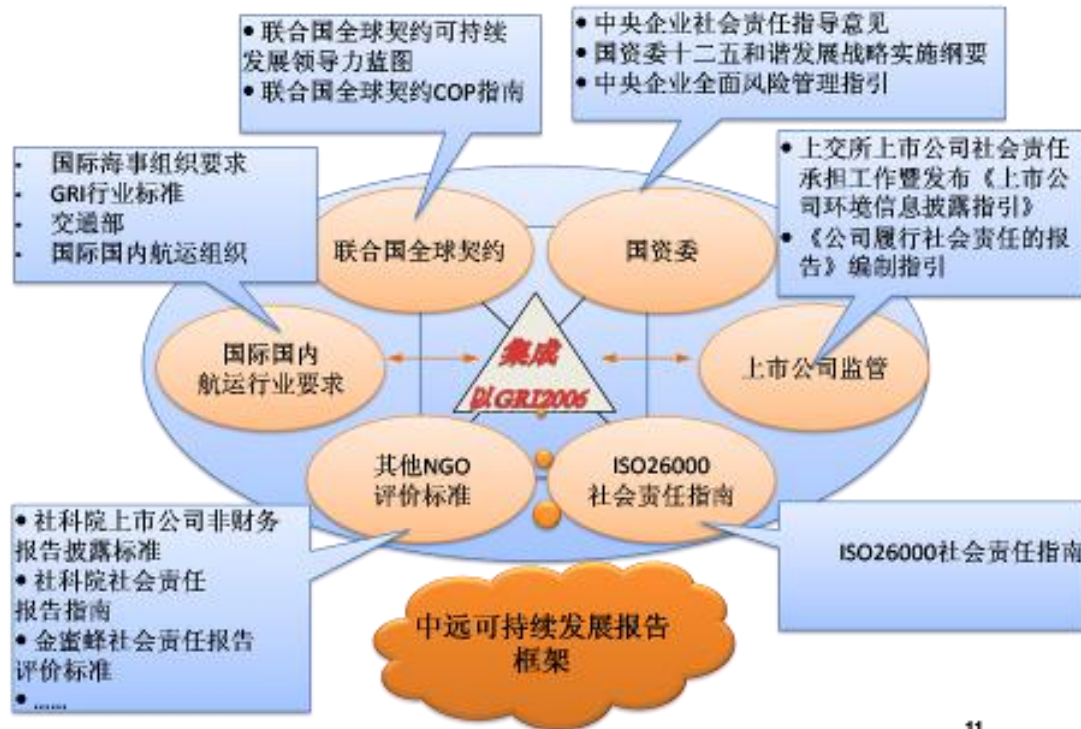 • 联合国全球契约可持续
发展领导力蓝图
• 联合国全球契约COP指南
• 中央企业社会责任指导意见
• 国资委十二五和谐发展战略实施纲要
• 中央企业全面风险管理指引
- 国际海事组织要求
- GRI行业标准
- 交通部
- 国际国内航运组织
• 上交所上市公司社会责任
承担工作暨发布《上市公
司环境信息披露指引》
• 《公司履行社会责任的报
告》编制指引
联合国全球契约
国资委
国际国内
航运行业要求
集成
以GRI2006
上市公司监管
其他NGO
评价标准
ISO26000
社会责任指南
• 社科院上市公司非财务
报告披露标准
• 社科院社会责任
报告指南
• 金蜜蜂社会责任报告
评价标准
• ......
ISO26000社会责任指南
中远可持续发展报告
框架
11